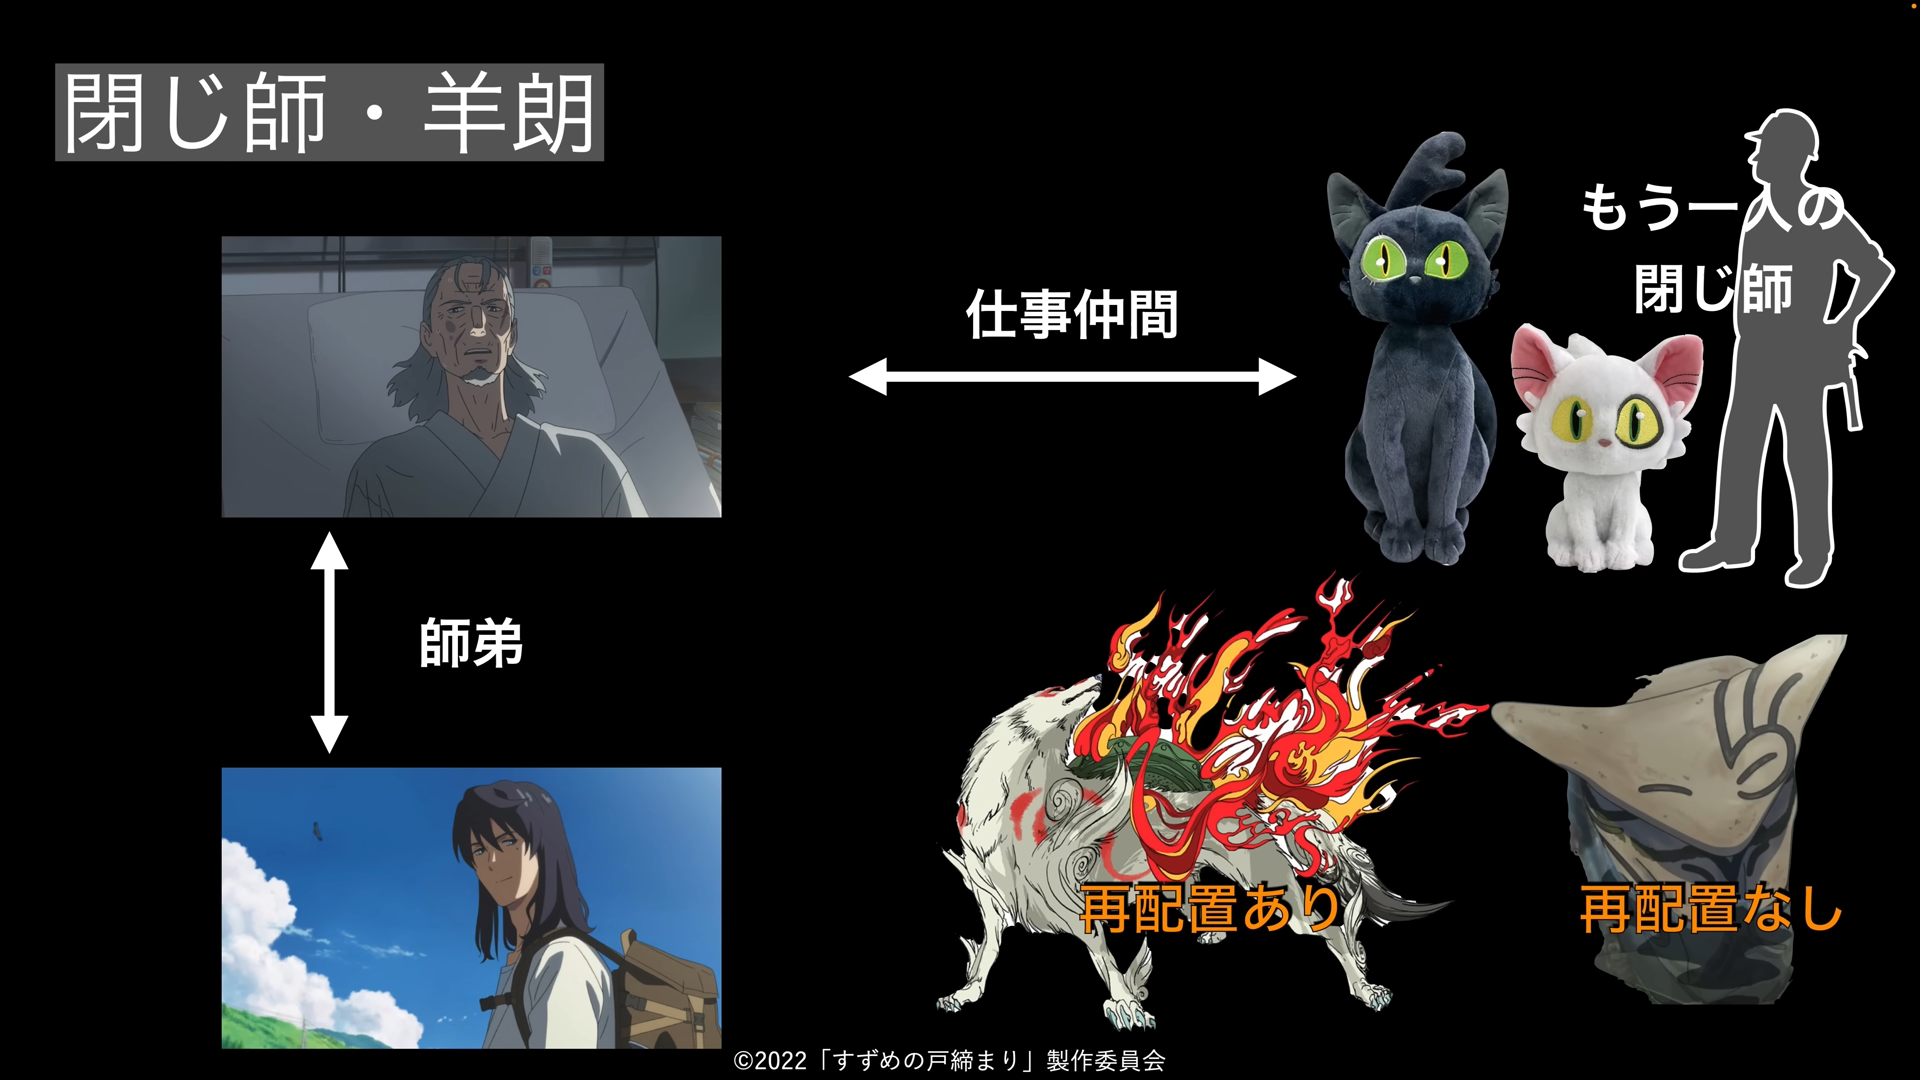 閉じ師・羊朗
もう一人の
閉じ師
仕事仲間
師弟
再配置あり
再配置なし
©2022「すずめの戸締まり」製作委員会